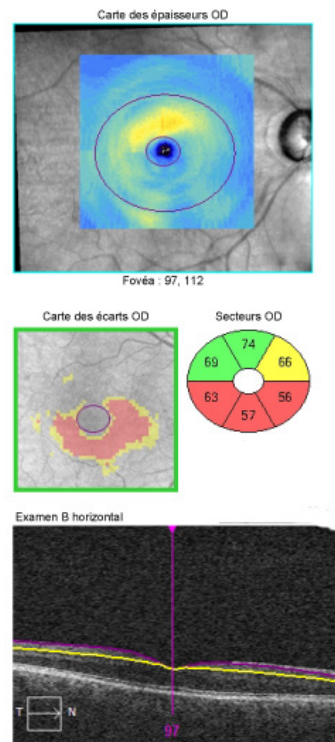 Carte des épaisseurs OD
Fovéa : 97, 112
Carte des écarts OD
Secteurs OD
74
69
66
63
56
57
Examen B horizontal
T
N
97